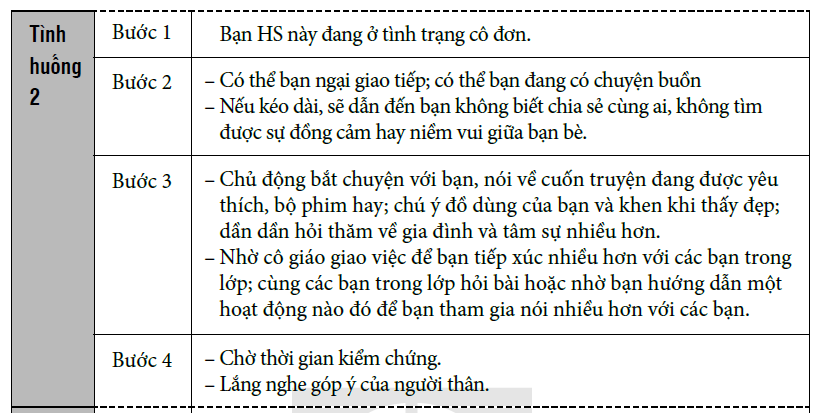 Tình
huống
2
Bước 1
Bạn HS này đang ở tình trạng cô đơn.
Bước 2
– Có thể bạn ngại giao tiếp; có thể bạn đang có chuyện buồn
– Nếu kéo dài, sẽ dẫn đến bạn không biết chia sẻ cùng ai, không tìm
được sự đồng cảm hay niềm vui giữa bạn bè.
Bước 3
– Chủ động bắt chuyện với bạn, nói về cuốn truyện đang được yêu
thích, bộ phim hay; chú ý đồ dùng của bạn và khen khi thấy đẹp;
dần dần hỏi thăm về gia đình và tâm sự nhiều hơn.
– Nhờ cô giáo giao việc để bạn tiếp xúc nhiều hơn với các bạn trong
lớp; cùng các bạn trong lớp hỏi bài hoặc nhờ bạn hướng dẫn một
hoạt động nào đó để bạn tham gia nói nhiều hơn với các bạn.
Bước 4
– Chờ thời gian kiểm chứng.
– Lắng nghe góp ý của người thân.